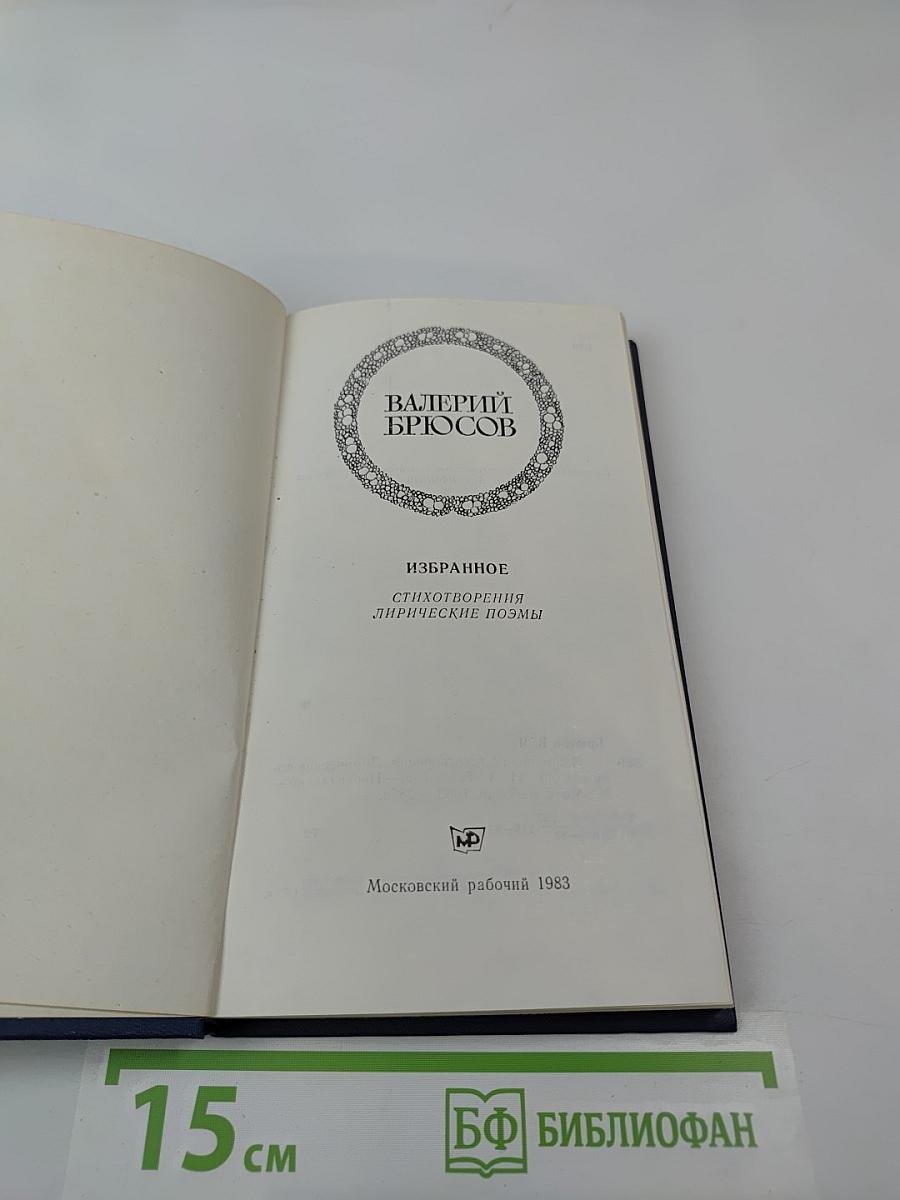 ВАЛЕРИЙ
БРЮСОВ
ИЗБРАННОЕ
СТИХОТВОРЕНИЯ
ЛИРИЧЕСКИЕ ПОЭМЫ
МР
Московский рабочий 1983
15 см
БФ БИБЛИОФАН